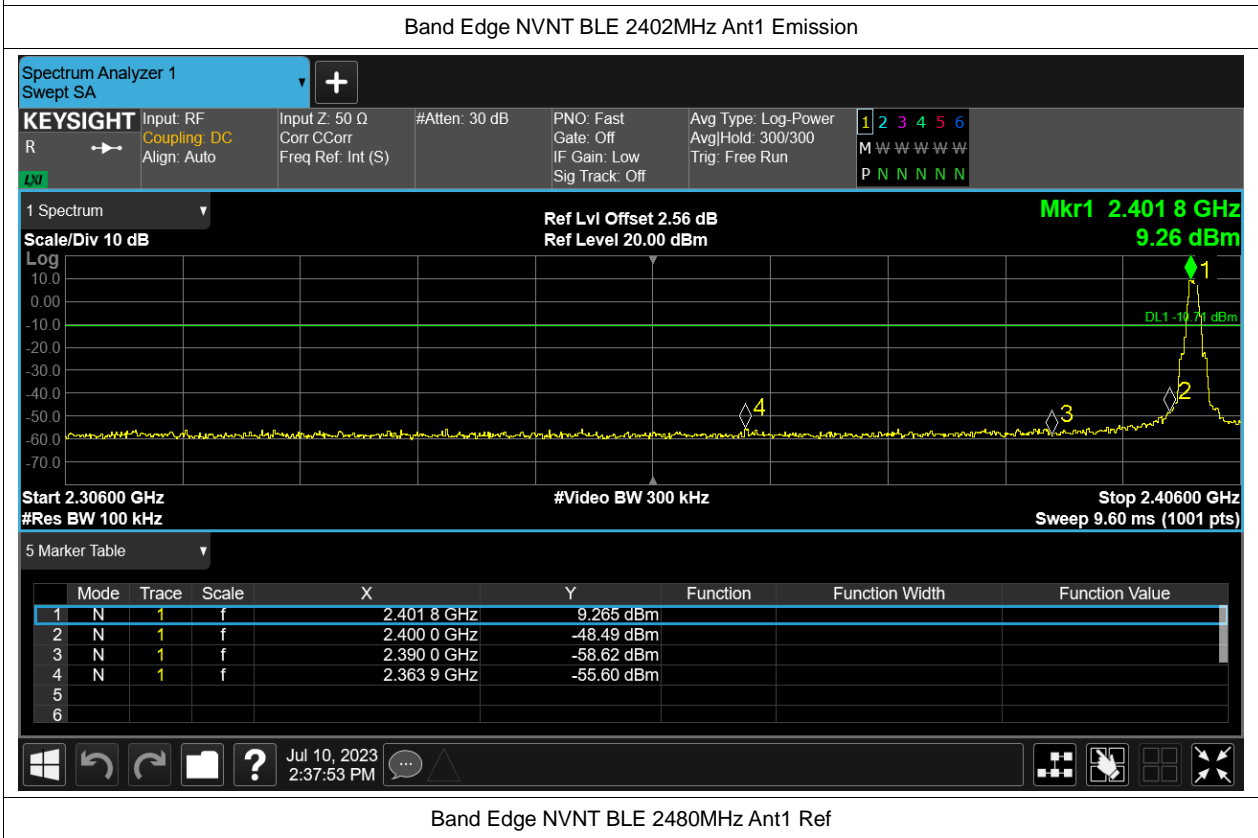 Band Edge NVNT BLE 2402MHz Ant1 Emission
Spectrum Analyzer 1
Swept SA
KEYSIGHT
R
LXI
Input: RF
Coupling: DC
Align: Auto
Input Z: 50 Ω
Corr CCorr
Freq Ref: Int (S)
#Atten: 30 dB
PNO: Fast
Gate: Off
IF Gain: Low
Sig Track: Off
Avg Type: Log-Power
Avg|Hold: 300/300
Trig: Free Run
1 2 3 4 5 6
M W W W W W
P N N N N N
1 Spectrum
Scale/Div 10 dB
Ref Lvl Offset 2.56 dB
Ref Level 20.00 dBm
Mkr1 2.401 8 GHz
9.26 dBm
Log
10.0
0.00
-10.0
-20.0
-30.0
-40.0
-50.0
-60.0
-70.0
1
DL1 -10.71 dBm
2
3
4
Start 2.30600 GHz
#Res BW 100 kHz
#Video BW 300 kHz
Stop 2.40600 GHz
Sweep 9.60 ms (1001 pts)
5 Marker Table
Mode Trace Scale X Y Function Function Width Function Value
1 N 1 f 2.401 8 GHz 9.265 dBm
2 N 1 f 2.400 0 GHz -48.49 dBm
3 N 1 f 2.390 0 GHz -58.62 dBm
4 N 1 f 2.363 9 GHz -55.60 dBm
5
6
?
Jul 10, 2023
2:37:53 PM
Band Edge NVNT BLE 2480MHz Ant1 Ref